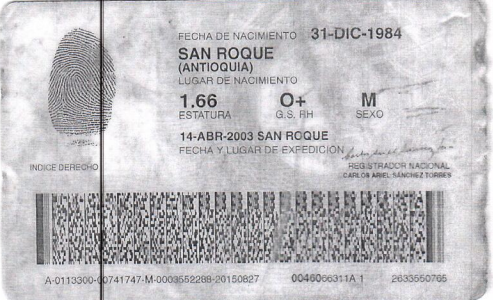 FECHA DE NACIMIENTO 31-DIC-1984
SAN ROQUE
(ANTIOQUIA)
LUGAR DE NACIMIENTO
1.66 O+ M
ESTATURA G.S. RH SEXO
14-ABR-2003 SAN ROQUE
FECHA Y LUGAR DE EXPEDICION
INDICE DERECHO
REGISTRADOR NACIONAL
CARLOS ARIEL SÁNCHEZ TORRES
A-0113300-00741747-M-0003552288-20150827 0046066311A 1 2633550765